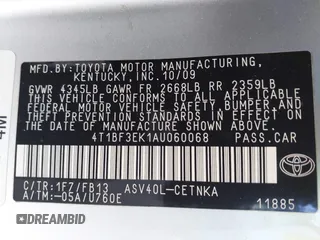 MFD.BY:TOYOTA MOTOR MANUFACTURING,
KENTUCKY,INC.10/09
GVWR 4345LB GAWR FR 2668LB RR 2359LB
THIS VEHICLE CONFORMS TO ALL APPLICABLE
FEDERAL MOTOR VEHICLE SAFETY, BUMPER, AND
THEFT PREVENTION STANDARDS IN EFFECT ON
THE DATE OF MANUFACTURE SHOWN ABOVE.
4T1BF3EK1AU060068 PASS.CAR
C/TR:1F7/FB13 ASV40L-CETNKA
A/TM:-05A/U760E
TOYOTA
11885
4M
DREAMBID